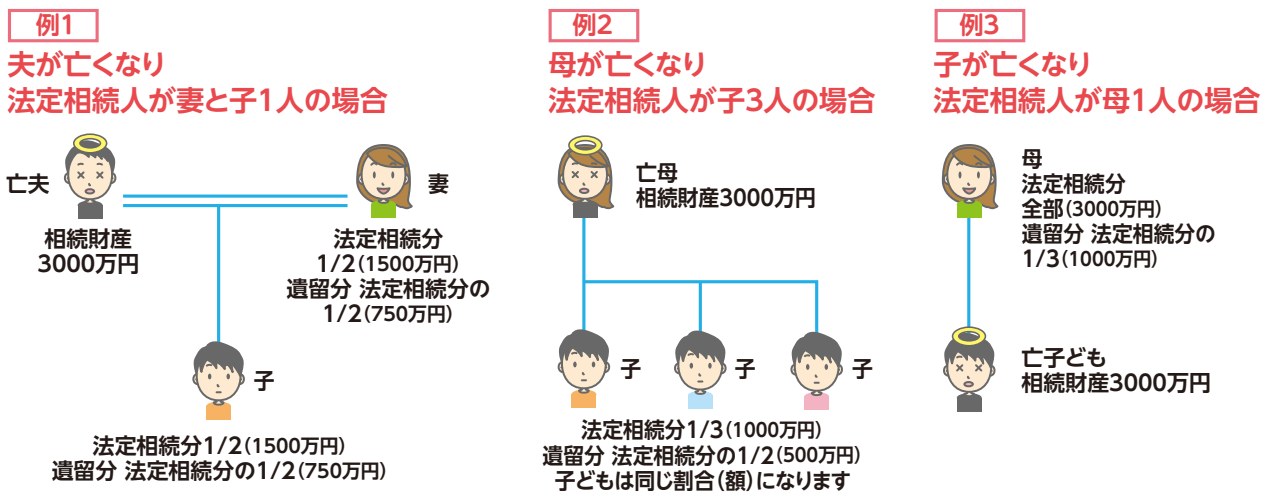 例1
夫が亡くなり
法定相続人が妻と子1人の場合
亡夫
妻
相続財産
3000万円
法定相続分
1/2(1500万円)
遺留分 法定相続分の
1/2(750万円)
子
法定相続分1/2(1500万円)
遺留分 法定相続分の1/2(750万円)
例2
母が亡くなり
法定相続人が子3人の場合
亡母
相続財産3000万円
子
子
子
法定相続分1/3(1000万円)
遺留分 法定相続分の1/2(500万円)
子どもは同じ割合(額)になります
例3
子が亡くなり
法定相続人が母1人の場合
母
法定相続分
全部(3000万円)
遺留分 法定相続分の
1/3(1000万円)
亡子ども
相続財産3000万円